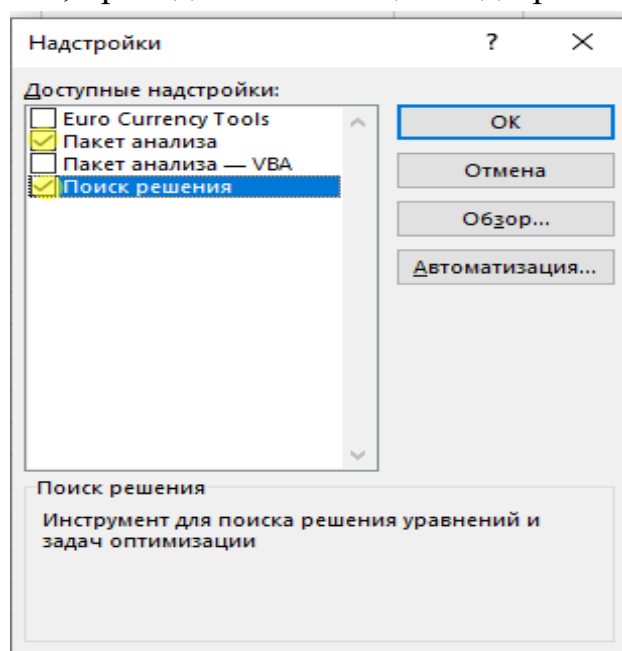 Надстройки ? ✕
Доступные надстройки:
Euro Currency Tools
Пакет анализа
Пакет анализа — VBA
Поиск решения
ОК
Отмена
Обзор...
Автоматизация...
Поиск решения
Инструмент для поиска решения уравнений и
задач оптимизации